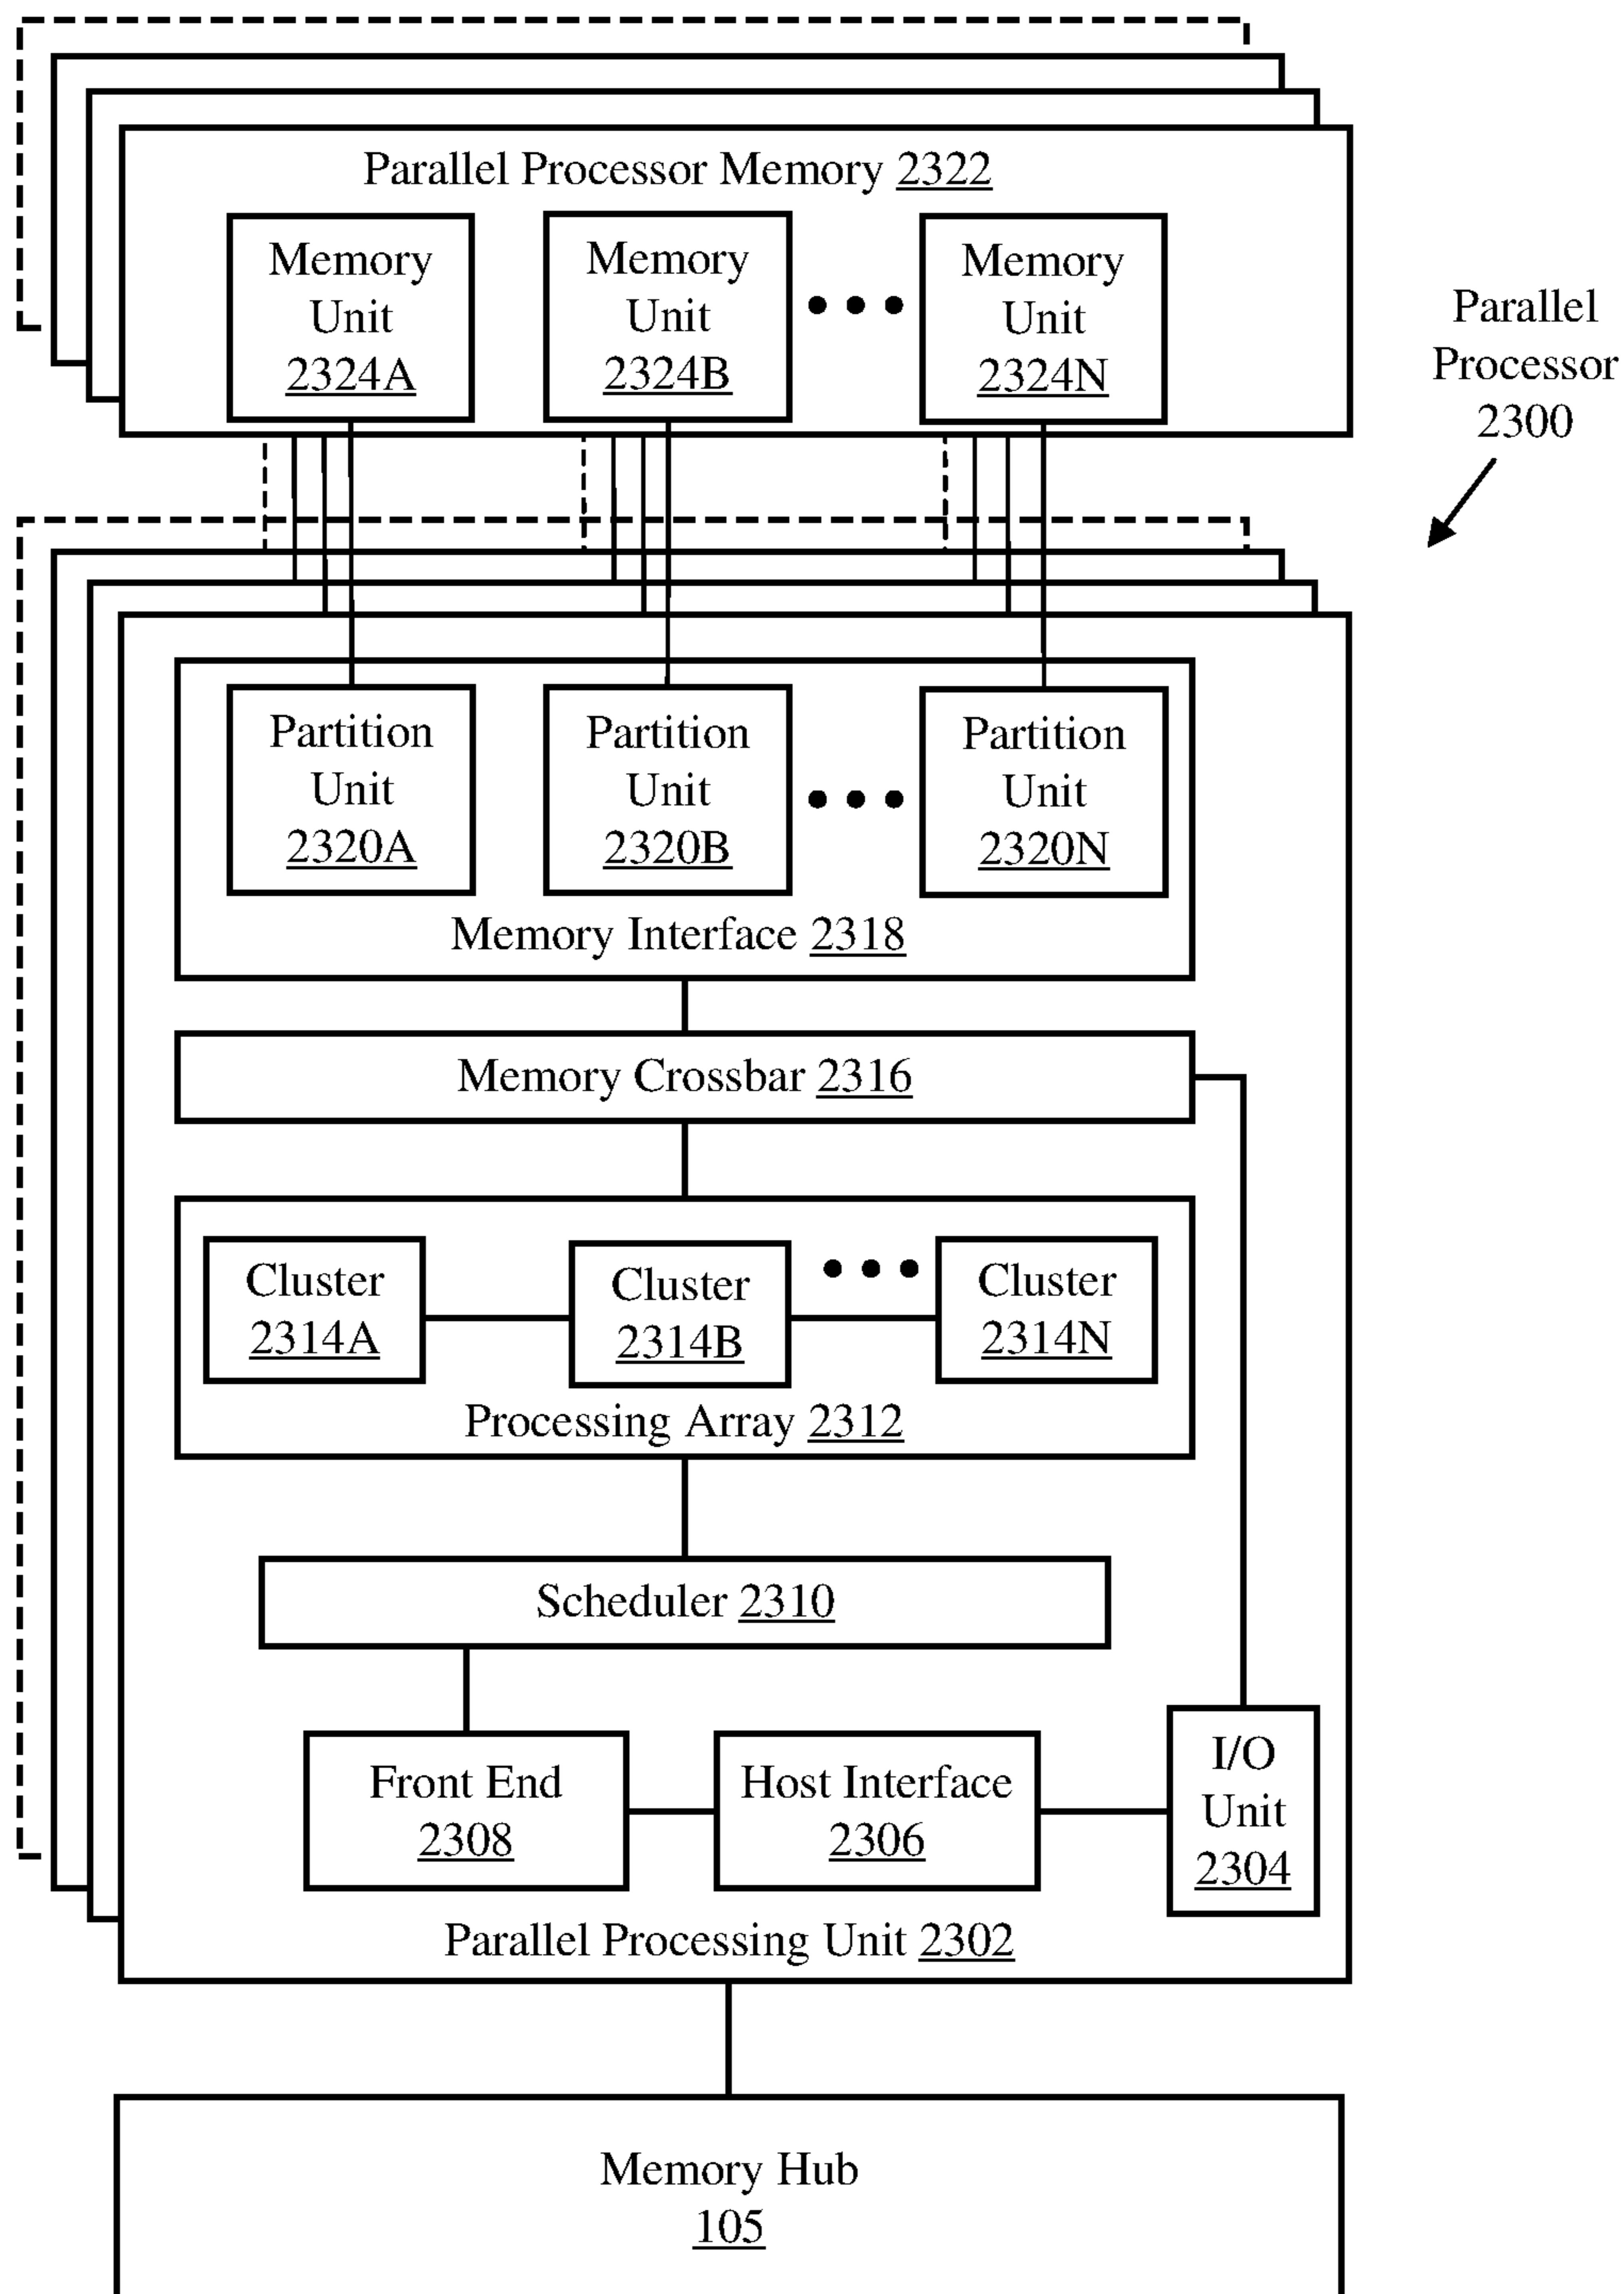 Parallel Processor Memory 2322
Memory
Unit
2324A
Memory
Unit
2324B
Memory
Unit
2324N
Parallel
Processor
2300
Partition
Unit
2320A
Partition
Unit
2320B
Partition
Unit
2320N
Memory Interface 2318
Memory Crossbar 2316
Cluster
2314A
Cluster
2314B
Cluster
2314N
Processing Array 2312
Scheduler 2310
Front End
2308
Host Interface
2306
I/O
Unit
2304
Parallel Processing Unit 2302
Memory Hub
105